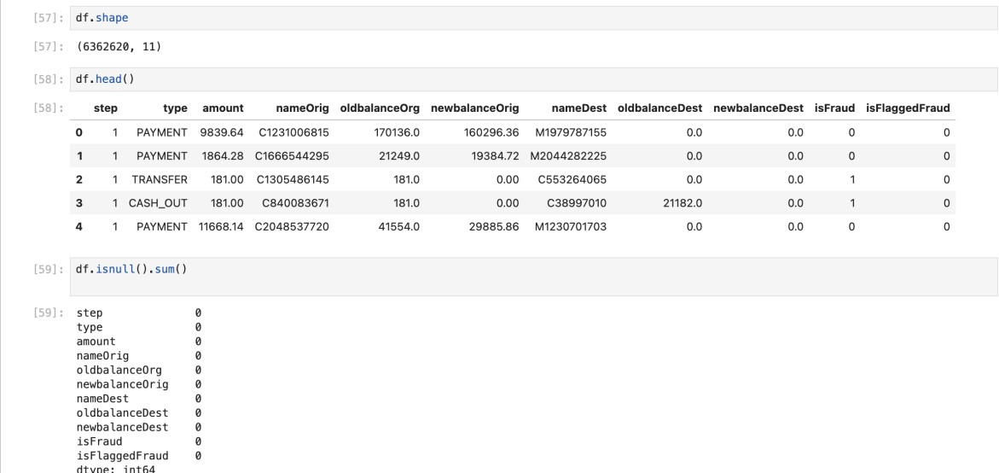 [57]: df.shape
[57]: (6362620, 11)
[58]: df.head()
[58]: step type amount nameOrig oldbalanceOrg newbalanceOrig nameDest oldbalanceDest newbalanceDest isFraud isFlaggedFraud
0 1 PAYMENT 9839.64 C1231006815 170136.0 160296.36 M1979787155 0.0 0.0 0 0
1 1 PAYMENT 1864.28 C1666544295 21249.0 19384.72 M2044282225 0.0 0.0 0 0
2 1 TRANSFER 181.00 C1305486145 181.0 0.00 C553264065 0.0 0.0 1 0
3 1 CASH_OUT 181.00 C840083671 181.0 0.00 C38997010 21182.0 0.0 1 0
4 1 PAYMENT 11668.14 C2048537720 41554.0 29885.86 M1230701703 0.0 0.0 0 0
[59]: df.isnull().sum()
[59]: step 0
type 0
amount 0
nameOrig 0
oldbalanceOrg 0
newbalanceOrig 0
nameDest 0
oldbalanceDest 0
newbalanceDest 0
isFraud 0
isFlaggedFraud 0
dtype: int64